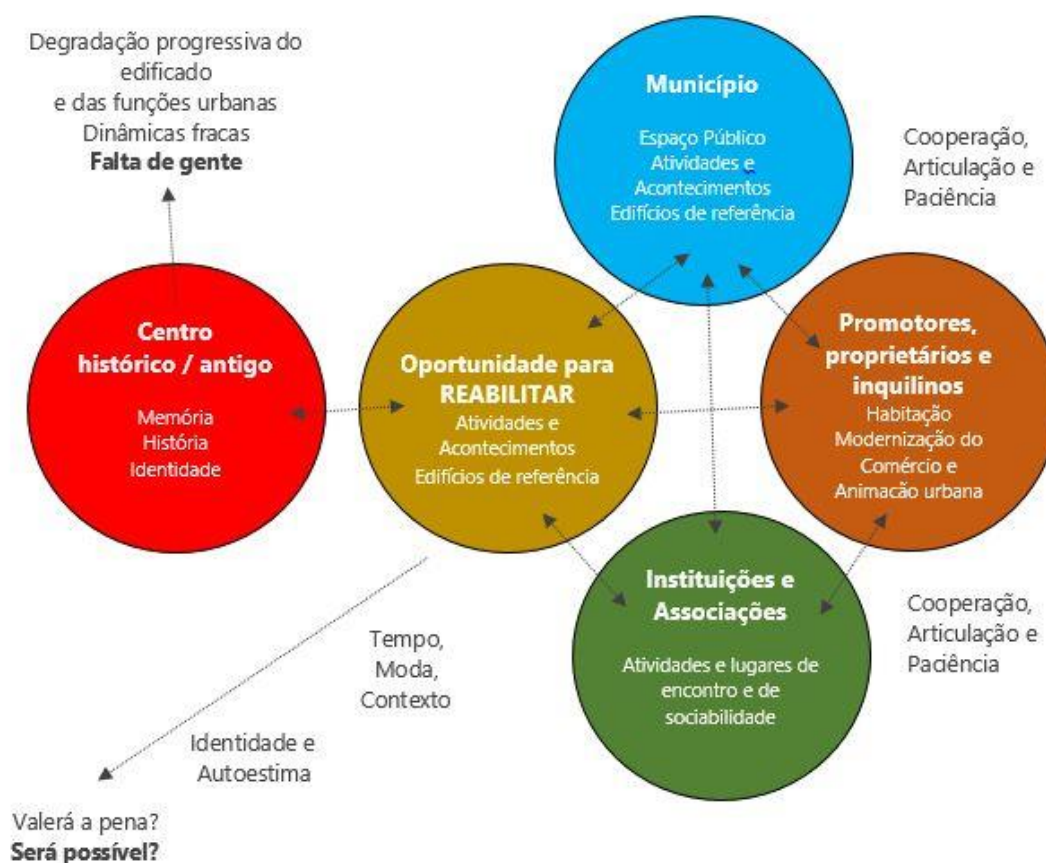 Degradação progressiva do
edificado
e das funções urbanas
Dinâmicas fracas
Falta de gente
Município
Espaço Público
Atividades e
Acontecimentos
Edifícios de referência
Cooperação,
Articulação e
Paciência
Centro
histórico / antigo
Memória
História
Identidade
Oportunidade para
REABILITAR
Atividades e
Acontecimentos
Edifícios de referência
Promotores,
proprietários e
inquilinos
Habitação
Modernização do
Comércio e
Animacão urbana
Instituições e
Associações
Atividades e lugares de
encontro e de
sociabilidade
Cooperação,
Articulação e
Paciência
Tempo,
Moda,
Contexto
Identidade e
Autoestima
Valerá a pena?
Será possível?